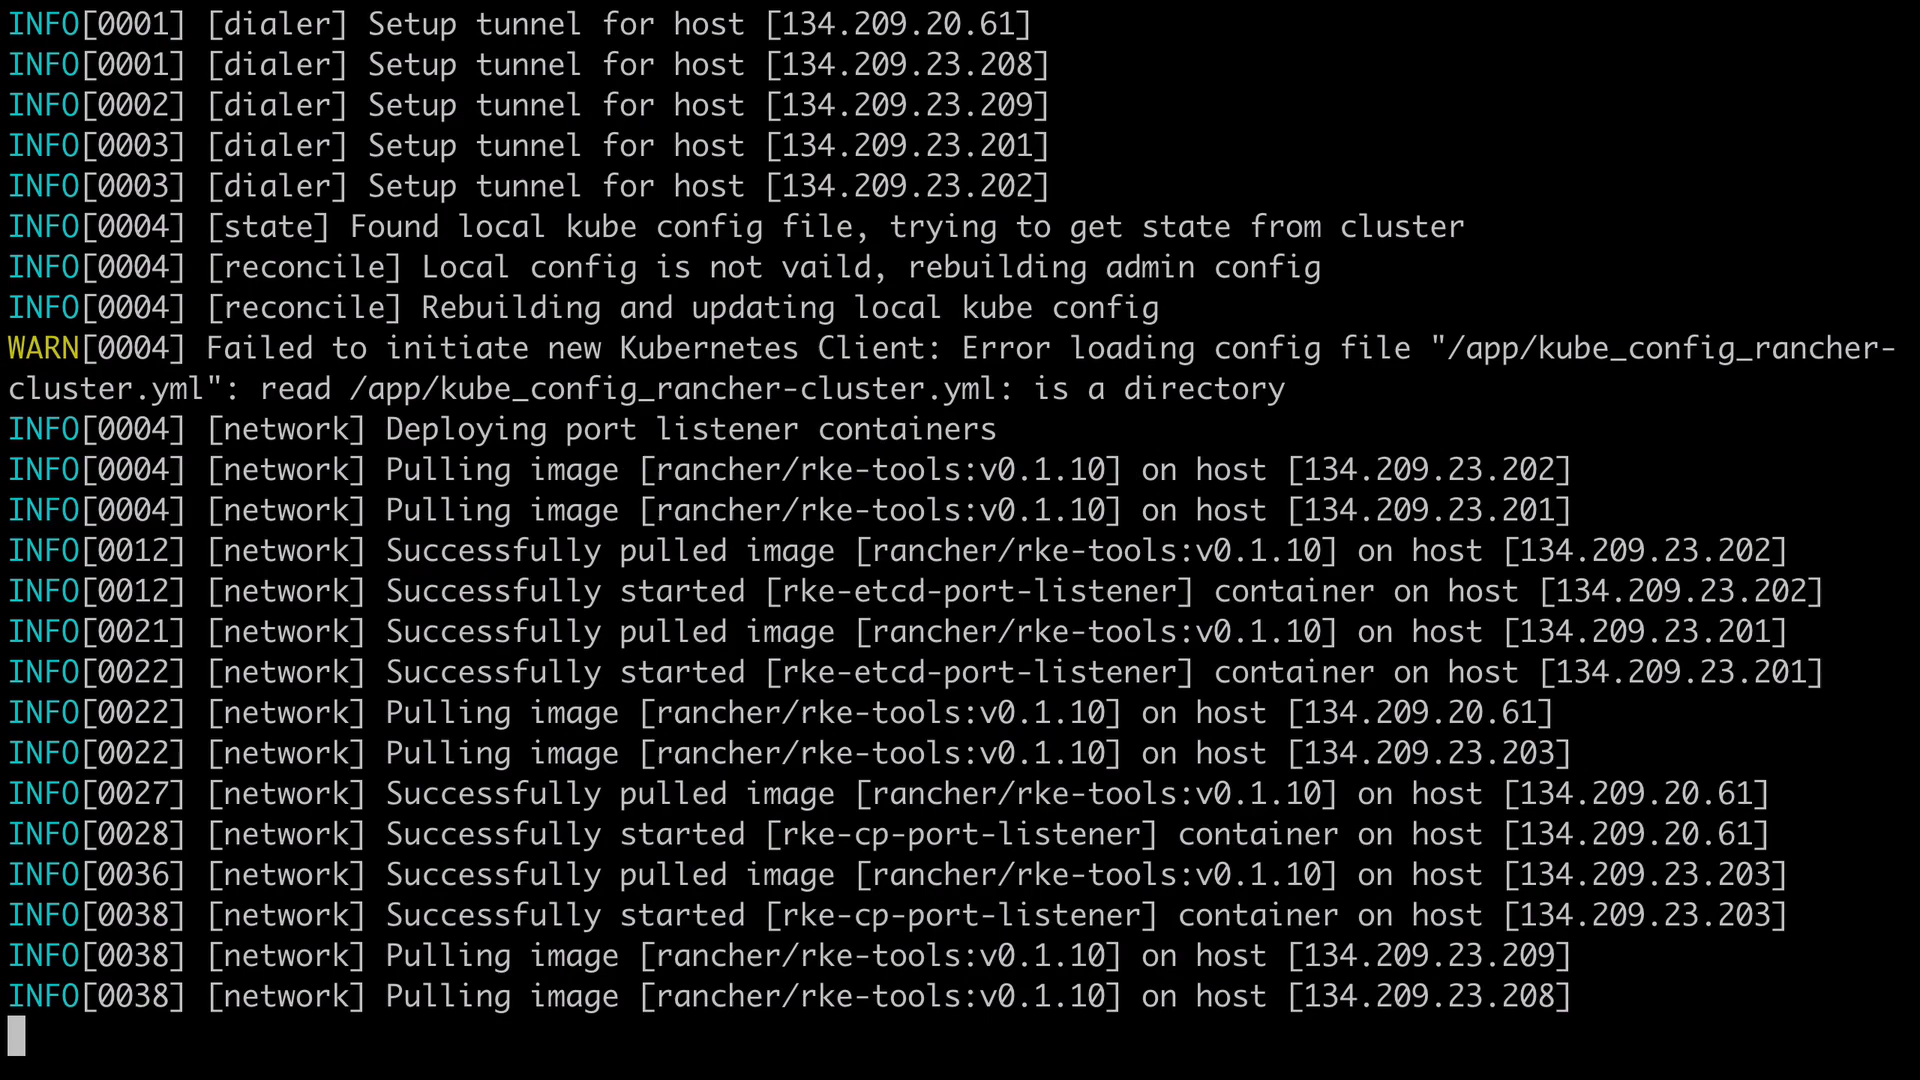 INFO[0001] [dialer] Setup tunnel for host [134.209.20.61]
INFO[0001] [dialer] Setup tunnel for host [134.209.23.208]
INFO[0002] [dialer] Setup tunnel for host [134.209.23.209]
INFO[0003] [dialer] Setup tunnel for host [134.209.23.201]
INFO[0003] [dialer] Setup tunnel for host [134.209.23.202]
INFO[0004] [state] Found local kube config file, trying to get state from cluster
INFO[0004] [reconcile] Local config is not vaild, rebuilding admin config
INFO[0004] [reconcile] Rebuilding and updating local kube config
WARN[0004] Failed to initiate new Kubernetes Client: Error loading config file "/app/kube_config_rancher-
cluster.yml": read /app/kube_config_rancher-cluster.yml: is a directory
INFO[0004] [network] Deploying port listener containers
INFO[0004] [network] Pulling image [rancher/rke-tools:v0.1.10] on host [134.209.23.202]
INFO[0004] [network] Pulling image [rancher/rke-tools:v0.1.10] on host [134.209.23.201]
INFO[0012] [network] Successfully pulled image [rancher/rke-tools:v0.1.10] on host [134.209.23.202]
INFO[0012] [network] Successfully started [rke-etcd-port-listener] container on host [134.209.23.202]
INFO[0021] [network] Successfully pulled image [rancher/rke-tools:v0.1.10] on host [134.209.23.201]
INFO[0022] [network] Successfully started [rke-etcd-port-listener] container on host [134.209.23.201]
INFO[0022] [network] Pulling image [rancher/rke-tools:v0.1.10] on host [134.209.20.61]
INFO[0022] [network] Pulling image [rancher/rke-tools:v0.1.10] on host [134.209.23.203]
INFO[0027] [network] Successfully pulled image [rancher/rke-tools:v0.1.10] on host [134.209.20.61]
INFO[0028] [network] Successfully started [rke-cp-port-listener] container on host [134.209.20.61]
INFO[0036] [network] Successfully pulled image [rancher/rke-tools:v0.1.10] on host [134.209.23.203]
INFO[0038] [network] Successfully started [rke-cp-port-listener] container on host [134.209.23.203]
INFO[0038] [network] Pulling image [rancher/rke-tools:v0.1.10] on host [134.209.23.209]
INFO[0038] [network] Pulling image [rancher/rke-tools:v0.1.10] on host [134.209.23.208]